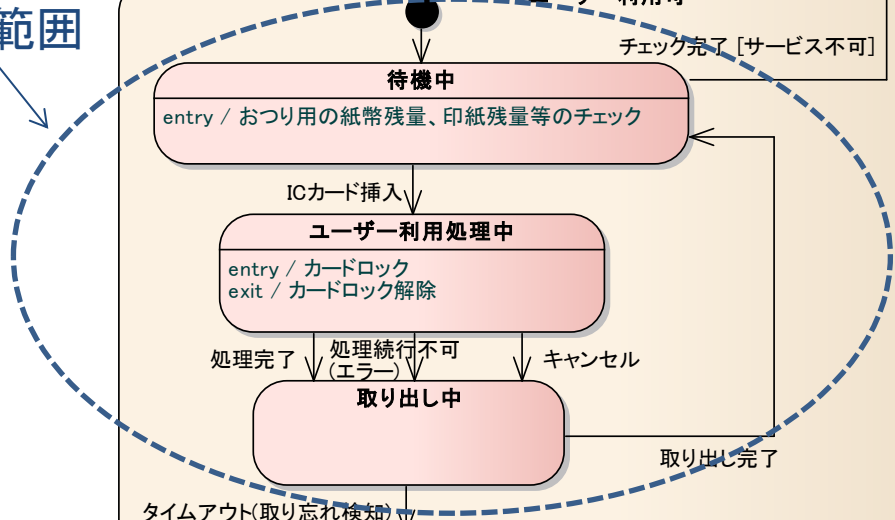 範囲
チェック完了 [サービス不可]
待機中
entry / おつり用の紙幣残量、印紙残量等のチェック
ICカード挿入
ユーザー利用処理中
entry / カードロック
exit / カードロック解除
処理完了
処理続行不可
(エラー)
キャンセル
取り出し中
取り出し完了
タイムアウト(取り忘れ検知)